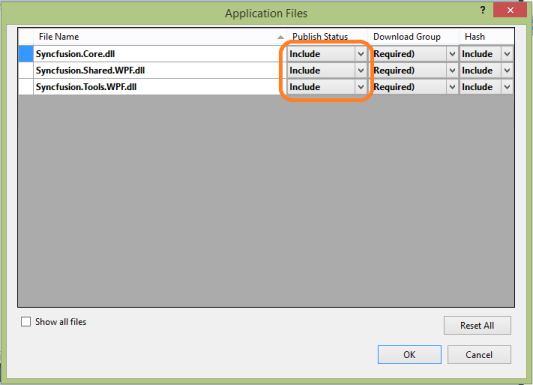 Application Files
?
File Name Publish Status Download Group Hash
Syncfusion.Core.dll Include Required) Include
Syncfusion.Shared.WPF.dll Include Required) Include
Syncfusion.Tools.WPF.dll Include Required) Include
Show all files
Reset All
OK Cancel